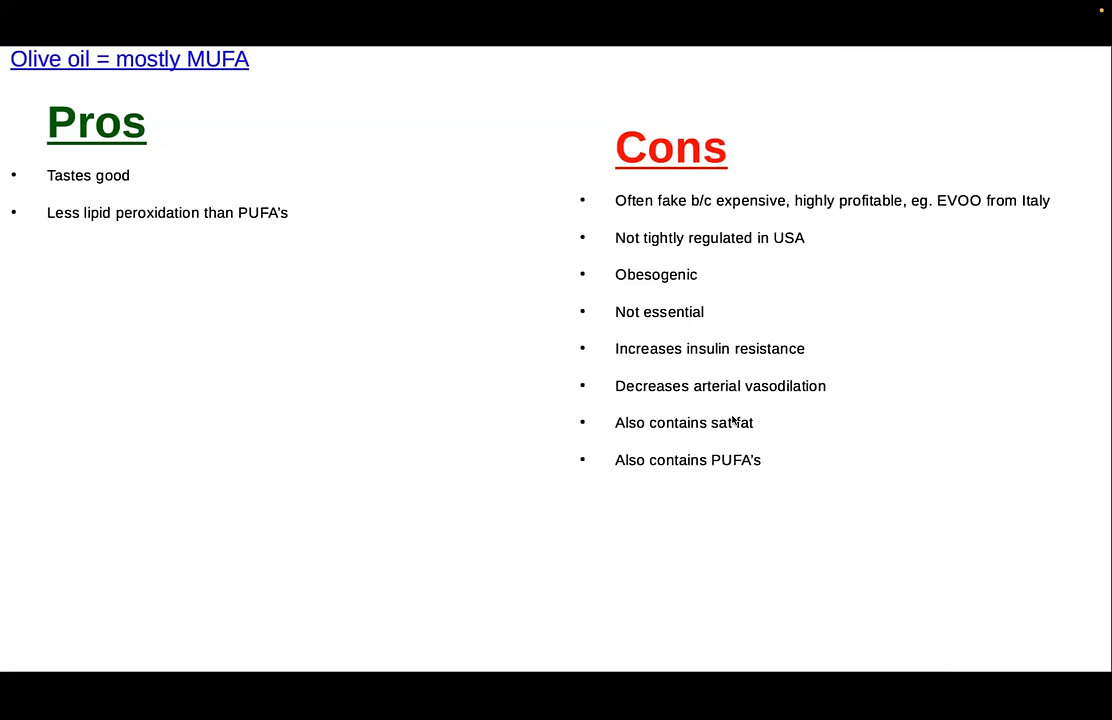 Olive oil = mostly MUFA
Pros
Tastes good
Less lipid peroxidation than PUFA's
Cons
Often fake b/c expensive, highly profitable, eg. EVOO from Italy
Not tightly regulated in USA
Obesogenic
Not essential
Increases insulin resistance
Decreases arterial vasodilation
Also contains sat fat
Also contains PUFA's